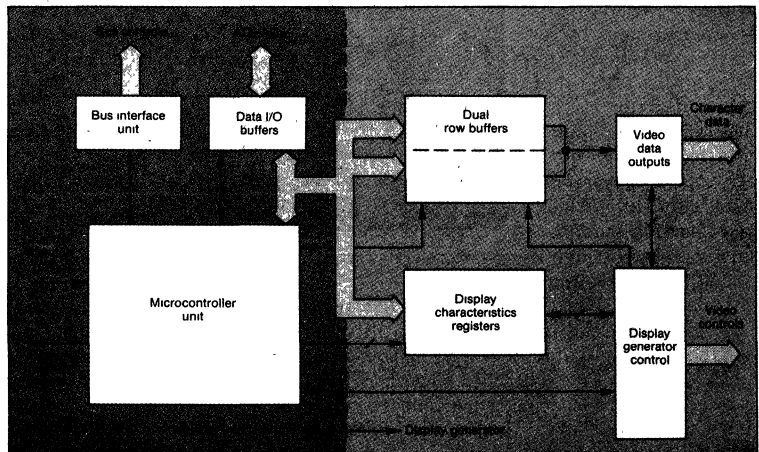 Bus interface
unit
Data I/O
buffers
Dual
row buffers
Video
data
outputs
Character
data
Microcontroller
unit
Display
characteristics
registers
Display
generator
control
Video
controls
Display generator